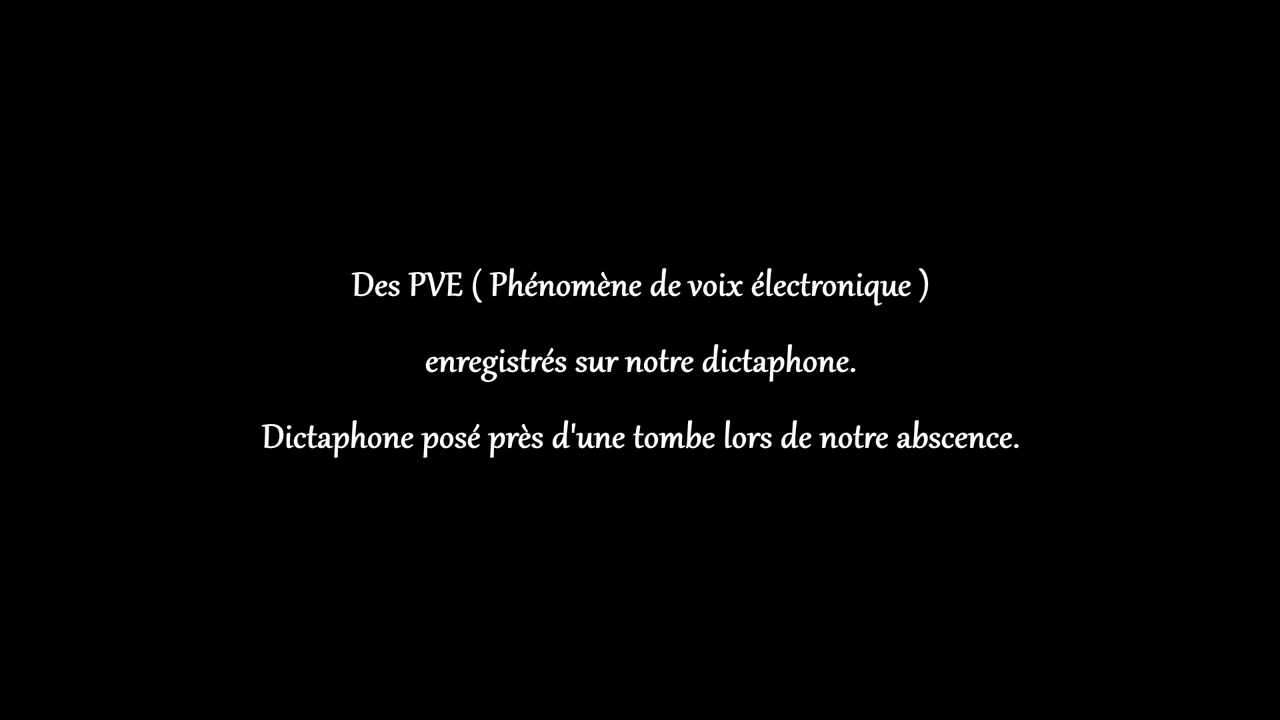 Des PVE ( Phénomène de voix électronique )
enregistrés sur notre dictaphone.
Dictaphone posé près d'une tombe lors de notre abscence.